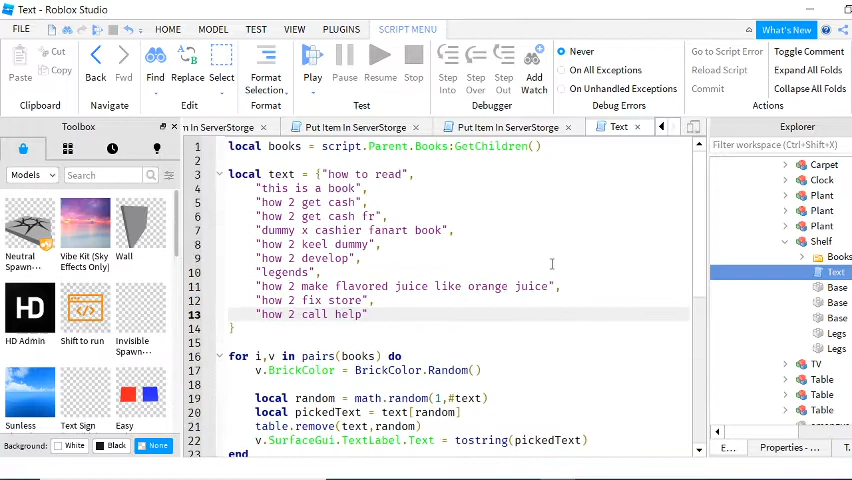 Text - Roblox Studio
FILE HOME MODEL TEST VIEW PLUGINS SCRIPT MENU What's New
Paste Cut Copy
Clipboard
Back Fwd
Navigate
Find Replace Select
Edit
Format Selection
Format
Play Pause Resume Stop
Test
Step Into Step Over Step Out Add Watch
Debugger
Never
On All Exceptions
On Unhandled Exceptions
Debug Errors
Go to Script Error
Reload Script
Commit
Toggle Comment
Expand All Folds
Collapse All Folds
Actions
Toolbox
Models Search
Neutral Spawn... Vibe Kit (Sky Effects Only) Wall
HD
HD Admin Shift to run Invisible Spawn...
Sunless Text Sign Easy
Background: White Black None
m In ServerStorge Put Item In ServerStorge Put Item In ServerStorge Text
1 local books = script.Parent.Books:GetChildren()
2
3 local text = {"how to read",
4 "this is a book",
5 "how 2 get cash",
6 "how 2 get cash fr",
7 "dummy x cashier fanart book",
8 "how 2 keel dummy",
9 "how 2 develop",
10 "legends",
11 "how 2 make flavored juice like orange juice",
12 "how 2 fix store",
13 "how 2 call help"
14 }
15
16 for i,v in pairs(books) do
17 v.BrickColor = BrickColor.Random()
18
19 local random = math.random(1,#text)
20 local pickedText = text[random]
21 table.remove(text,random)
22 v.SurfaceGui.TextLabel.Text = tostring(pickedText)
23 end
Explorer
Filter workspace (Ctrl+Shift+X)
Carpet
Clock
Plant
Plant
Plant
Shelf
Books
Text
Base
Base
Base
Legs
Legs
TV
Table
Table
Table
E... Properties - ... T.